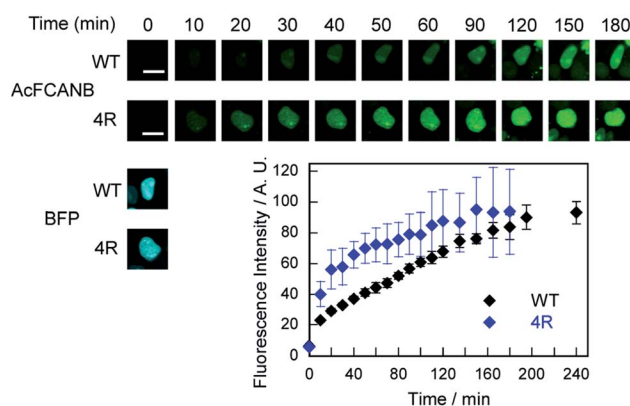 Time (min) 0 10 20 30 40 50 60 90 120 150 180
WT
AcFCANB
4R
WT
BFP
4R
Fluorescence Intensity / A. U.
120
100
80
60
40
20
0
WT
4R
0 40 80 120 160 200 240
Time / min